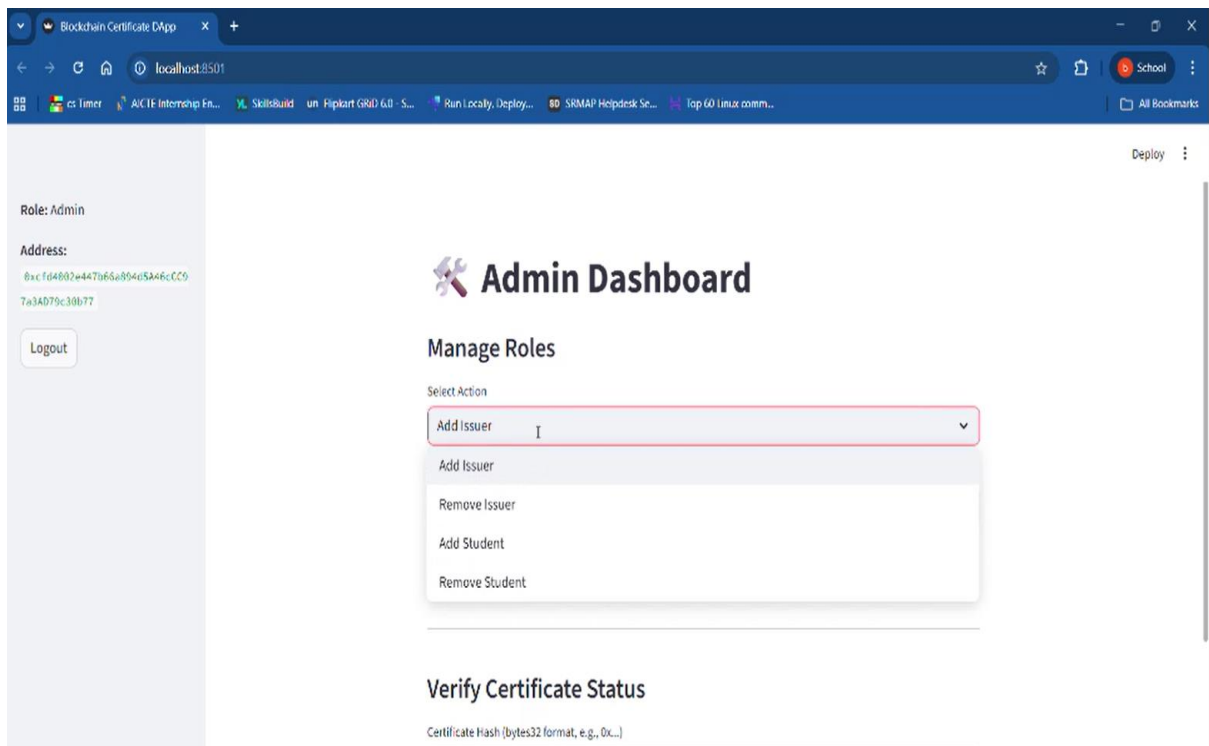 Blockchain Certificate DApp
localhost:8501
School
cs Timer
AICTE Internship En...
SkillsBuild
un Flipkart GRiD 6.0 - S...
Run Locally, Deploy...
SRMAP Helpdesk Se...
Top 60 Linux comm...
All Bookmarks
Deploy
Role: Admin
Address:
Logout
🛠️ Admin Dashboard
Manage Roles
Select Action
Add Issuer
Add Issuer
Remove Issuer
Add Student
Remove Student
Verify Certificate Status
Certificate Hash (bytes32 format, e.g., 0x...)